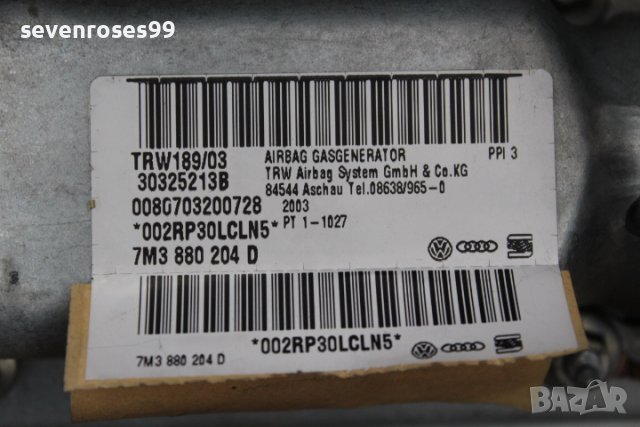 sevenroses99
TRW189/03
30325213B
0080703200728
*002RP30LCLN5*
7M3 880 204 D
AIRBAG GASGENERATOR PPI 3
TRW Airbag System GmbH & Co.KG
84544 Aschau Tel.08638/965-0
2003
PT 1-1027
*002RP30LCLN5*
7M3 880 204 D
BAZAR